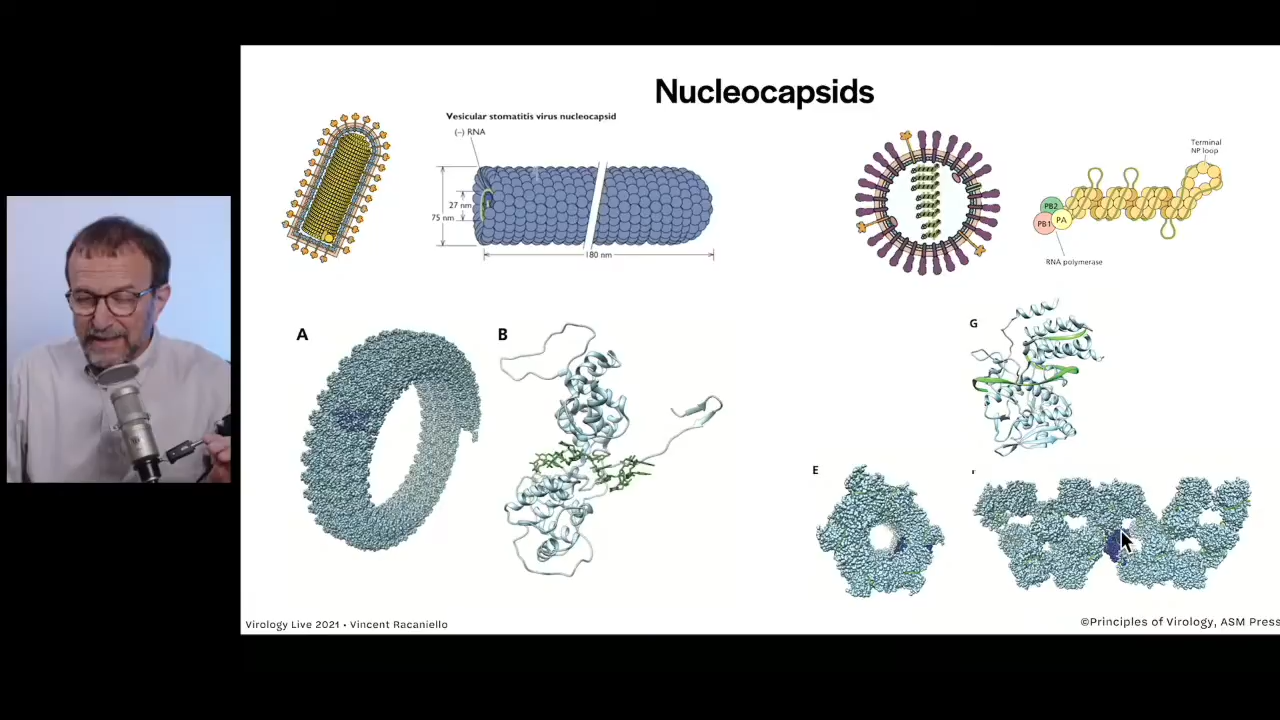 Nucleocapsids
Vesicular stomatitis virus nucleocapsid
(–) RNA
27 nm
75 nm
180 nm
Terminal
NP loop
PB2
PB1
PA
RNA polymerase
A
B
G
E
Virology Live 2021 • Vincent Racaniello
©Principles of Virology, ASM Press